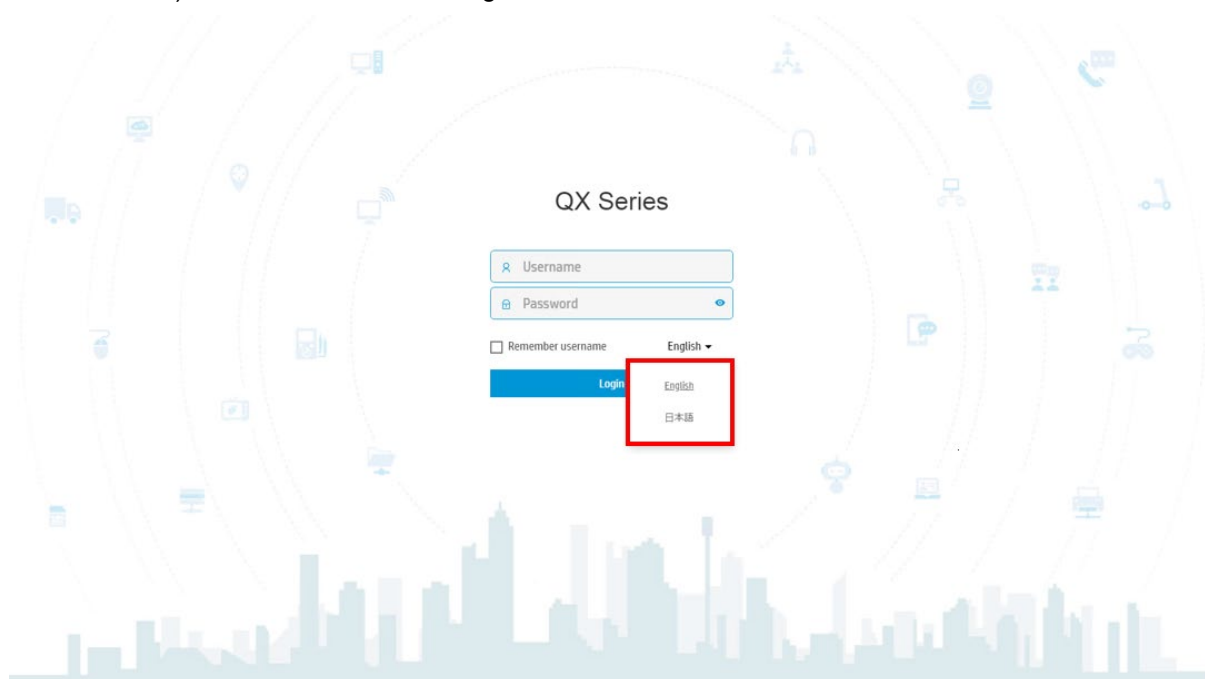 QX Series
Username
Password
Remember username English
Login
English
日本語